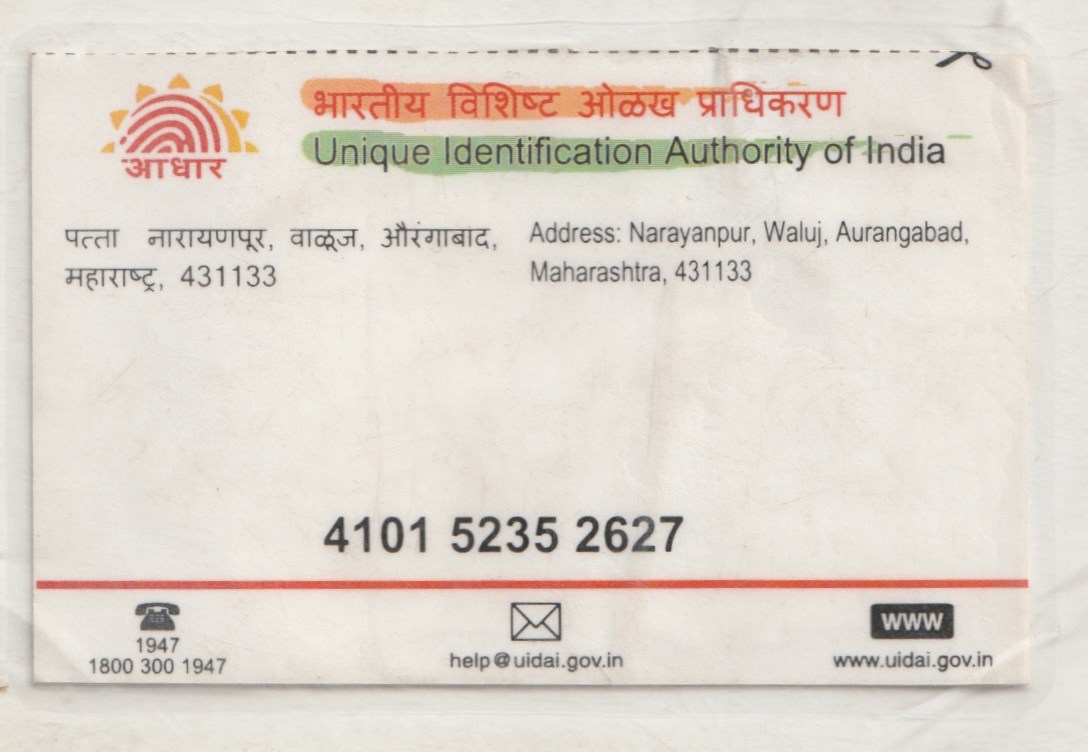 आधार
भारतीय विशिष्ट ओळख प्राधिकरण
Unique Identification Authority of India
पत्ता नारायणपूर, वाळूज, औरंगाबाद,
महाराष्ट्र, 431133
Address: Narayanpur, Waluj, Aurangabad,
Maharashtra, 431133
4101 5235 2627
1947
1800 300 1947
help@uidai.gov.in
WWW
www.uidai.gov.in